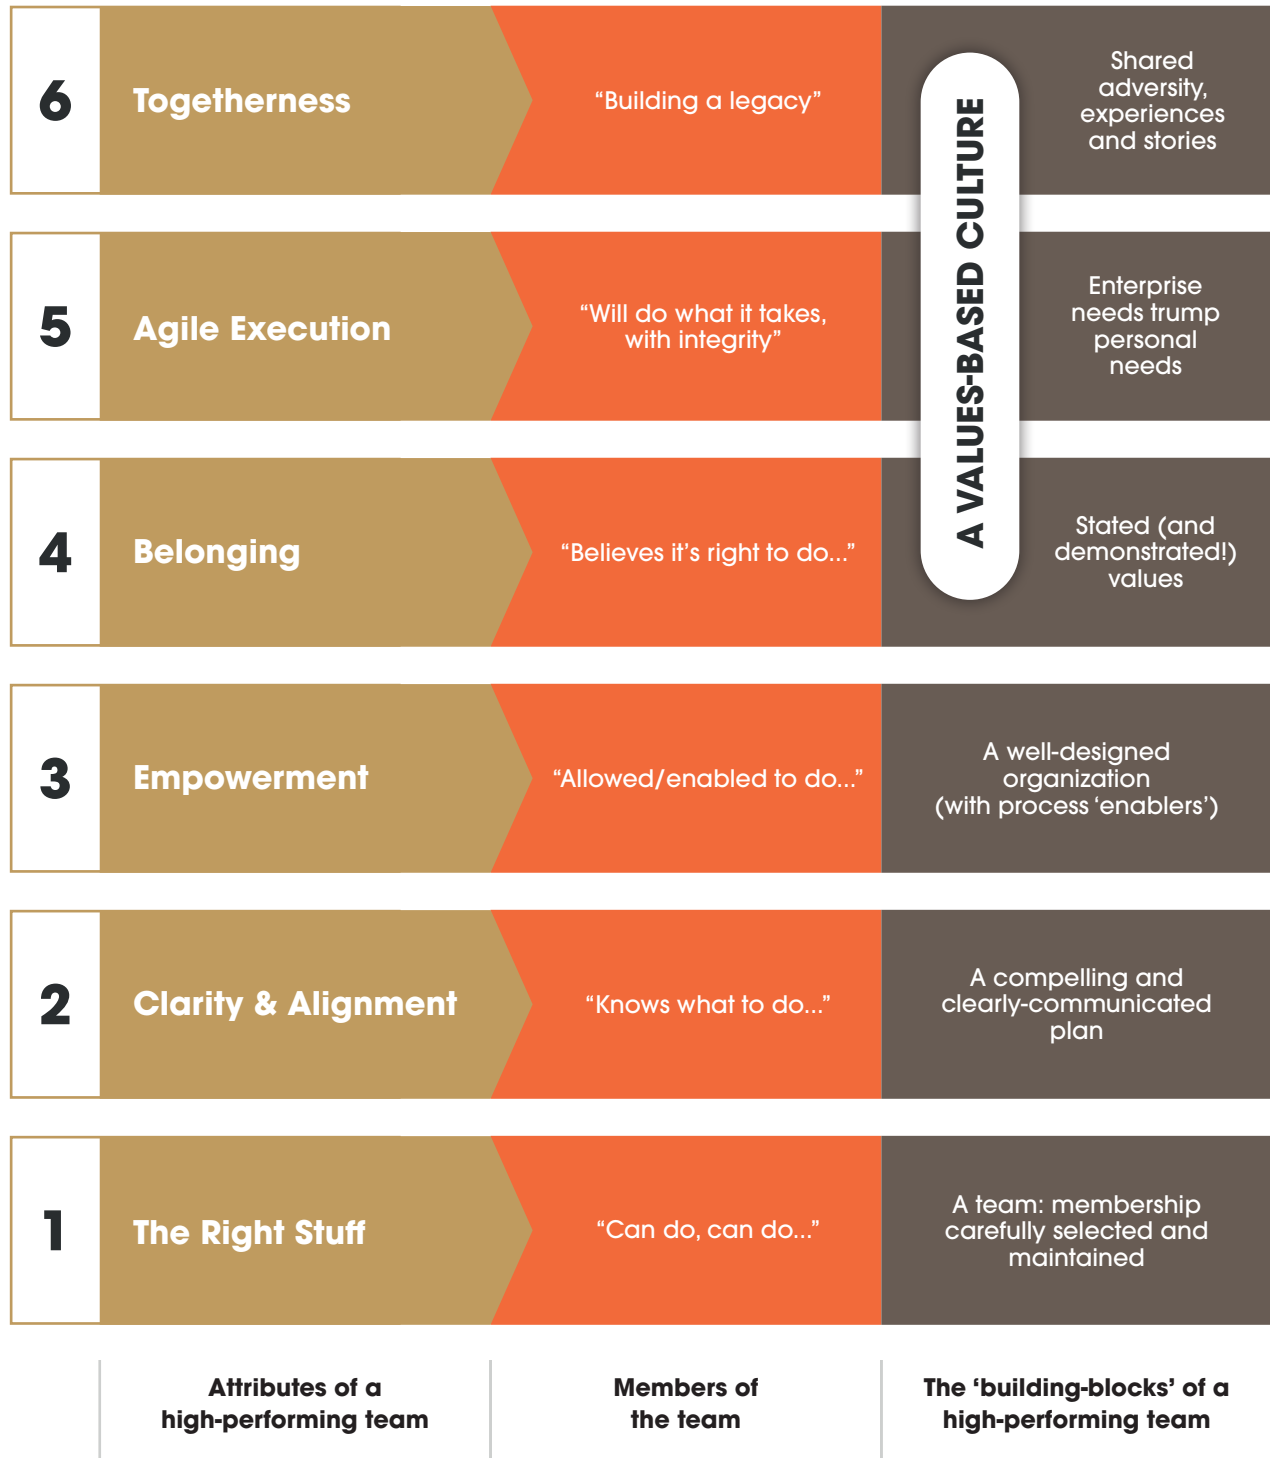 6
Togetherness
“Building a legacy”
Shared
adversity,
experiences
and stories
A VALUES-BASED CULTURE
5
Agile Execution
“Will do what it takes,
with integrity”
Enterprise
needs trump
personal
needs
4
Belonging
“Believes it’s right to do...”
Stated (and
demonstrated!)
values
3
Empowerment
“Allowed/enabled to do...”
A well-designed
organization
(with process ‘enablers’)
2
Clarity & Alignment
“Knows what to do...”
A compelling and
clearly-communicated
plan
1
The Right Stuff
“Can do, can do...”
A team: membership
carefully selected and
maintained
Attributes of a
high-performing team
Members of
the team
The ‘building-blocks’ of a
high-performing team